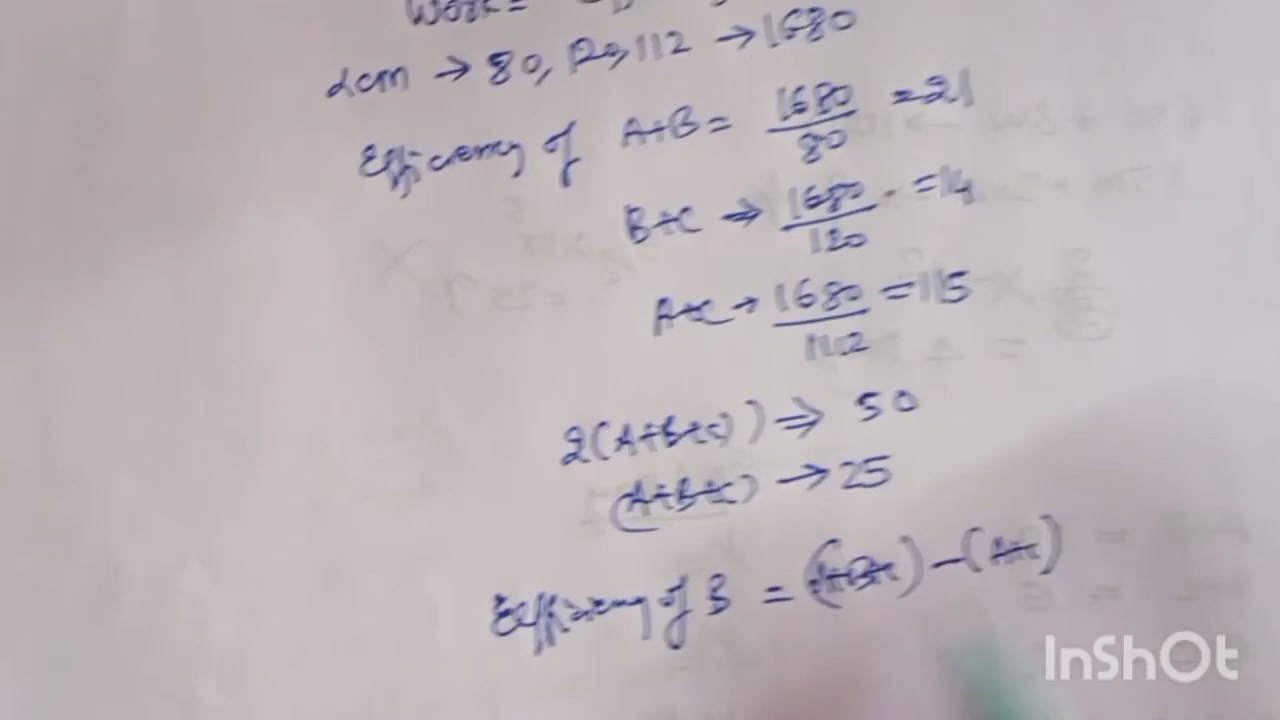 Work =
Lcm → 80, 120, 112 → 1680
Efficiency of A+B = 1680/80 = 21
B+C → 1680/120 = 14
A+C → 1680/112 = 15
2(A+B+C) ⇒ 50
(A+B+C) → 25
Efficiency of B = (A+B+C) - (A+C)
InShOt